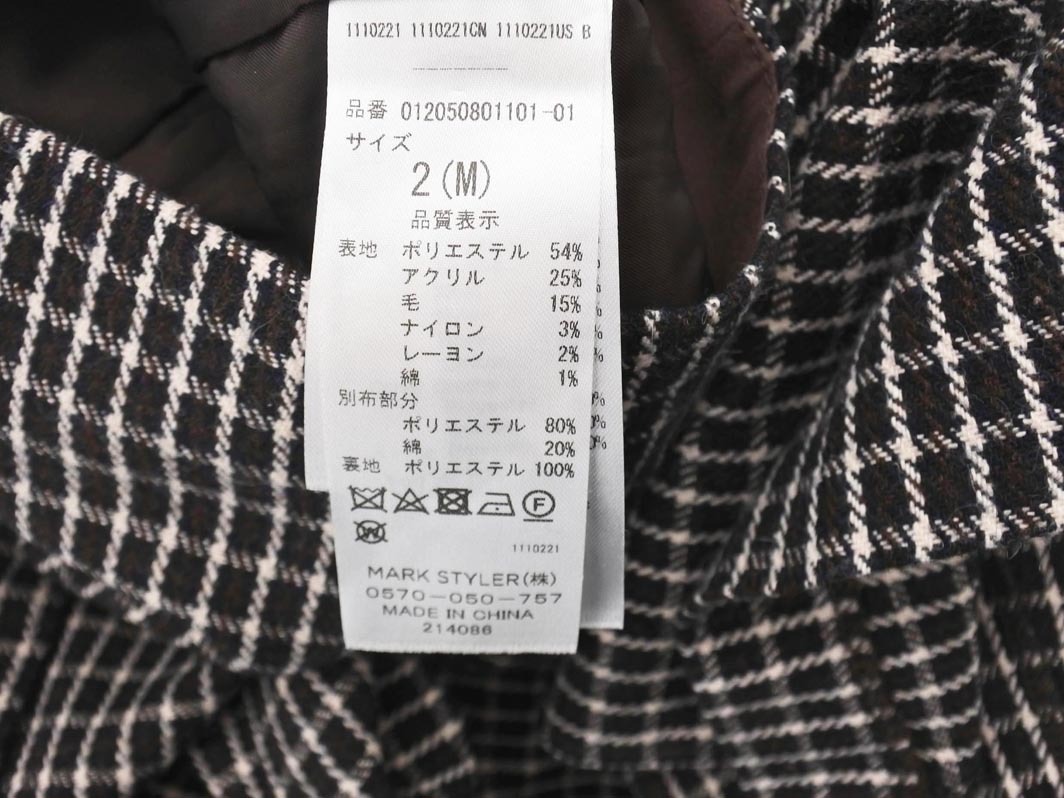 1110221 1110221CN 1110221US B
品番 012050801101-01
サイズ
2(M)
品質表示
表地 ポリエステル 54%
アクリル 25%
毛 15%
ナイロン 3%
レーヨン 2%
綿 1%
別布部分
ポリエステル 80%
綿 20%
裏地 ポリエステル 100%
F
W
1110221
MARK STYLER(株)
0570-050-757
MADE IN CHINA
214086